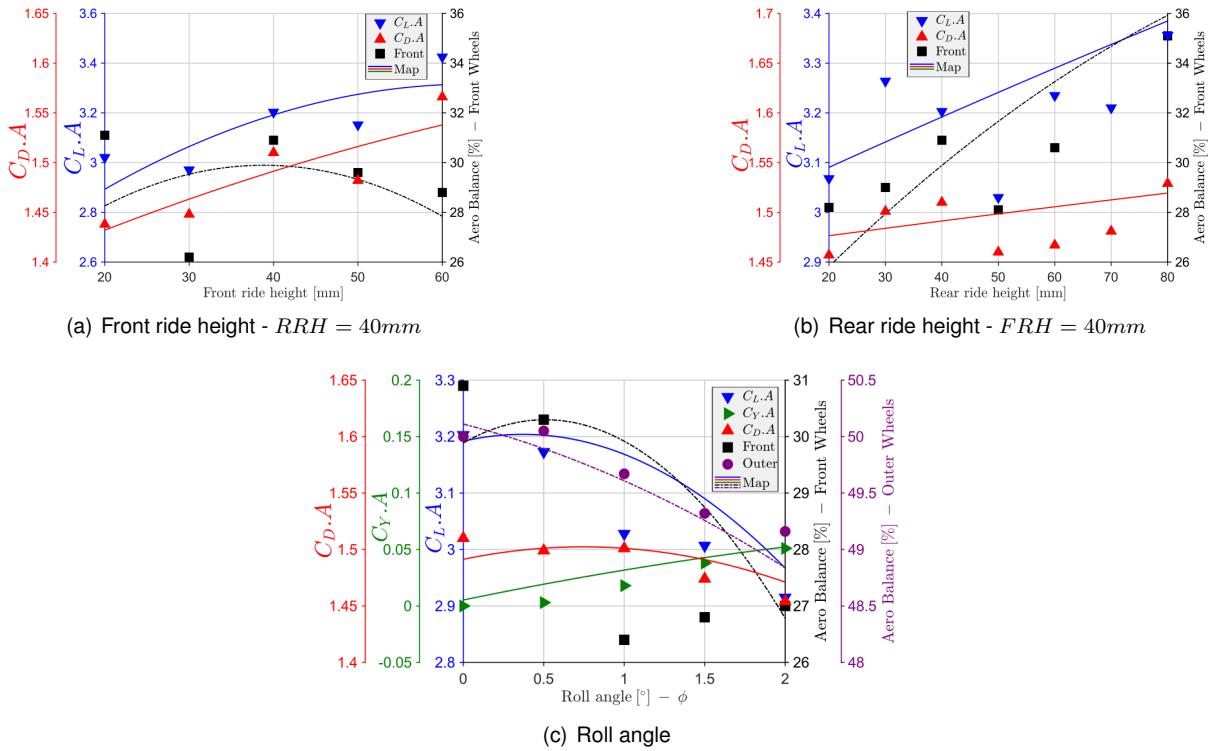 C_L.A
C_D.A
Front
Map
1.65
1.6
1.55
1.5
1.45
1.4
C_D.A
3.6
3.4
3.2
3
2.8
2.6
C_L.A
36
34
32
30
28
26
Aero Balance [%] − Front Wheels
20 30 40 50 60
Front ride height [mm]
(a) Front ride height - RRH = 40mm
C_L.A
C_D.A
Front
Map
1.7
1.65
1.6
1.55
1.5
1.45
C_D.A
3.4
3.3
3.2
3.1
3
2.9
C_L.A
36
34
32
30
28
26
Aero Balance [%] − Front Wheels
20 30 40 50 60 70 80
Rear ride height [mm]
(b) Rear ride height - FRH = 40mm
C_L.A
C_Y.A
C_D.A
Front
Outer
Map
1.65
1.6
1.55
1.5
1.45
1.4
C_D.A
0.2
0.15
0.1
0.05
0
-0.05
C_Y.A
3.3
3.2
3.1
3
2.9
2.8
C_L.A
31
30
29
28
27
26
Aero Balance [%] − Front Wheels
50.5
50
49.5
49
48.5
48
Aero Balance [%] − Outer Wheels
0 0.5 1 1.5 2
Roll angle [°] − ϕ
(c) Roll angle